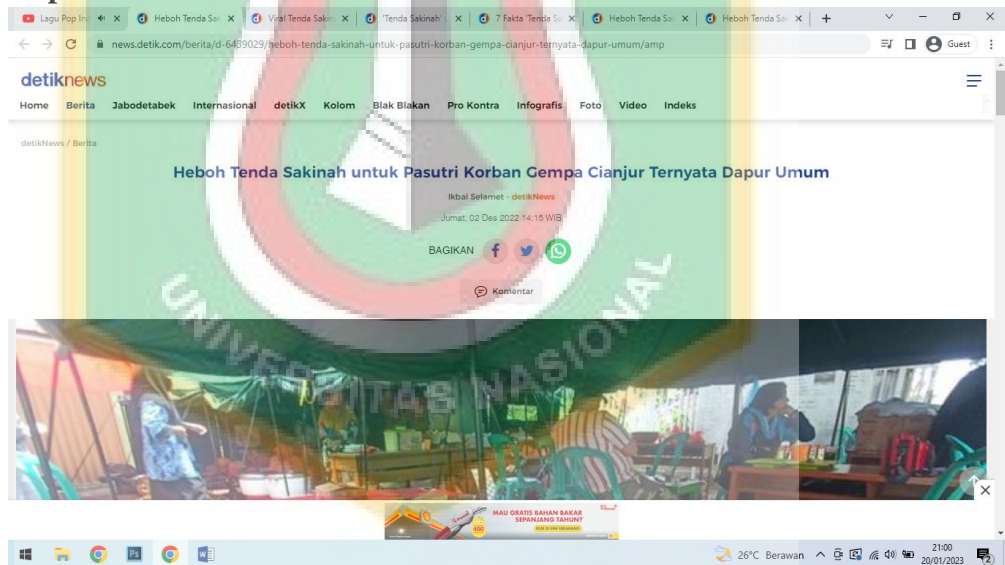 Lagu Pop Ind
Heboh Tenda Sak
Viral Tenda Sakin
'Tenda Sakinah'
7 Fakta 'Tenda S
Heboh Tenda Sa
Heboh Tenda Sa
news.detik.com/berita/d-6439029/heboh-tenda-sakinah-untuk-pasutri-korban-gempa-cianjur-ternyata-dapur-umum/amp
Guest
detiknews
Home Berita Jabodetabek Internasional detikX Kolom Blak Blakan Pro Kontra Infografis Foto Video Indeks
detikNews / Berita
Heboh Tenda Sakinah untuk Pasutri Korban Gempa Cianjur Ternyata Dapur Umum
Ikbal Selamet - detikNews
Jumat, 02 Des 2022 14:15 WIB
BAGIKAN
Komentar
UNIVERSITAS NASIONAL
MAU GRATIS BAHAN BAKAR
SEPANJANG TAHUN?
400
Ps
26°C Berawan
21:00
20/01/2023
2